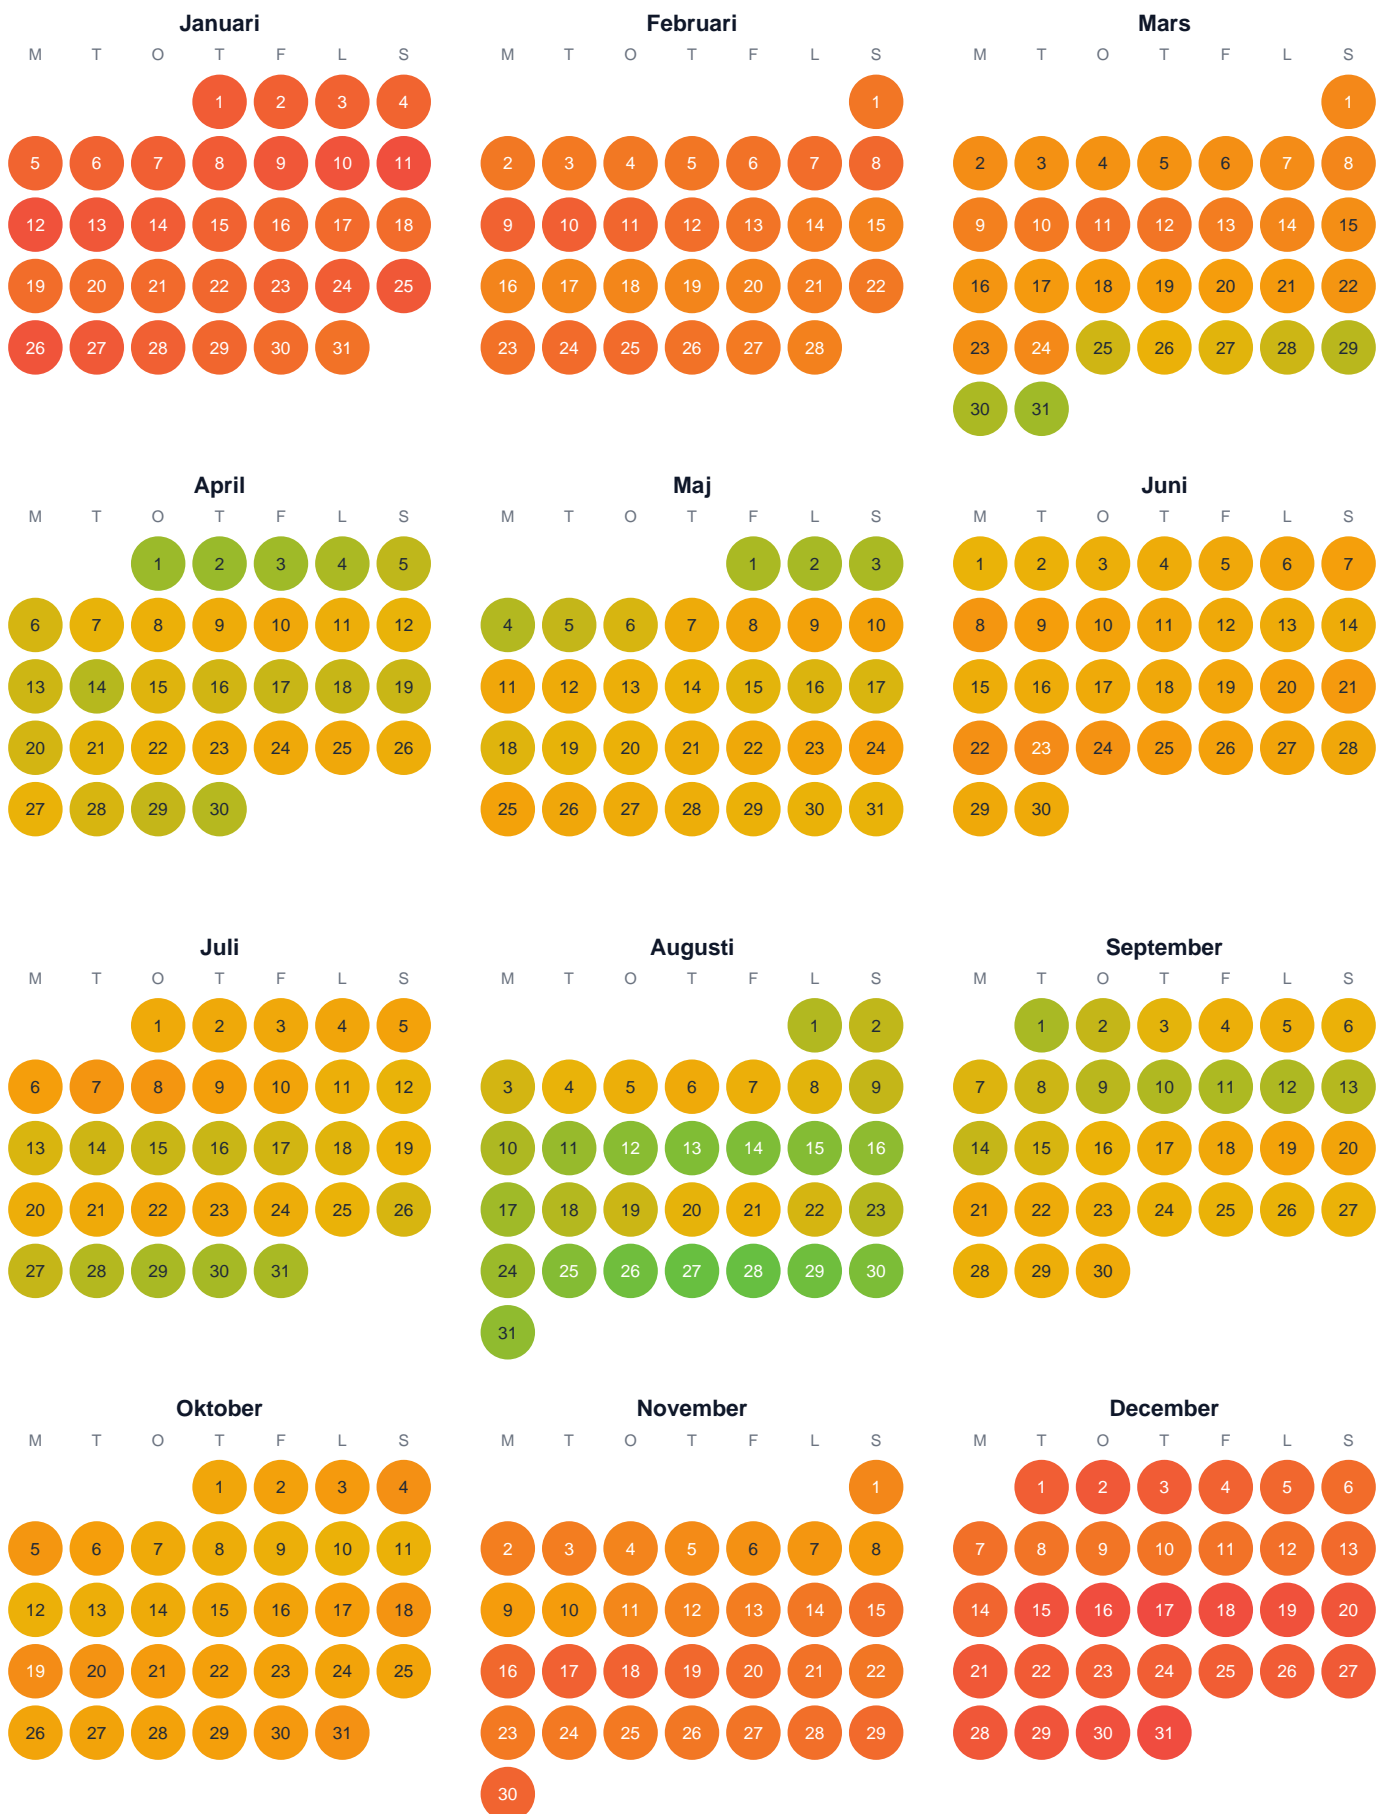 Januari
M T O T F L S
1 2 3 4
5 6 7 8 9 10 11
12 13 14 15 16 17 18
19 20 21 22 23 24 25
26 27 28 29 30 31
Februari
M T O T F L S
1
2 3 4 5 6 7 8
9 10 11 12 13 14 15
16 17 18 19 20 21 22
23 24 25 26 27 28
Mars
M T O T F L S
1
2 3 4 5 6 7 8
9 10 11 12 13 14 15
16 17 18 19 20 21 22
23 24 25 26 27 28 29
30 31
April
M T O T F L S
1 2 3 4 5
6 7 8 9 10 11 12
13 14 15 16 17 18 19
20 21 22 23 24 25 26
27 28 29 30
Maj
M T O T F L S
1 2 3
4 5 6 7 8 9 10
11 12 13 14 15 16 17
18 19 20 21 22 23 24
25 26 27 28 29 30 31
Juni
M T O T F L S
1 2 3 4 5 6 7
8 9 10 11 12 13 14
15 16 17 18 19 20 21
22 23 24 25 26 27 28
29 30
Juli
M T O T F L S
1 2 3 4 5
6 7 8 9 10 11 12
13 14 15 16 17 18 19
20 21 22 23 24 25 26
27 28 29 30 31
Augusti
M T O T F L S
1 2
3 4 5 6 7 8 9
10 11 12 13 14 15 16
17 18 19 20 21 22 23
24 25 26 27 28 29 30
31
September
M T O T F L S
1 2 3 4 5 6
7 8 9 10 11 12 13
14 15 16 17 18 19 20
21 22 23 24 25 26 27
28 29 30
Oktober
M T O T F L S
1 2 3 4
5 6 7 8 9 10 11
12 13 14 15 16 17 18
19 20 21 22 23 24 25
26 27 28 29 30 31
November
M T O T F L S
1
2 3 4 5 6 7 8
9 10 11 12 13 14 15
16 17 18 19 20 21 22
23 24 25 26 27 28 29
30
December
M T O T F L S
1 2 3 4 5 6
7 8 9 10 11 12 13
14 15 16 17 18 19 20
21 22 23 24 25 26 27
28 29 30 31